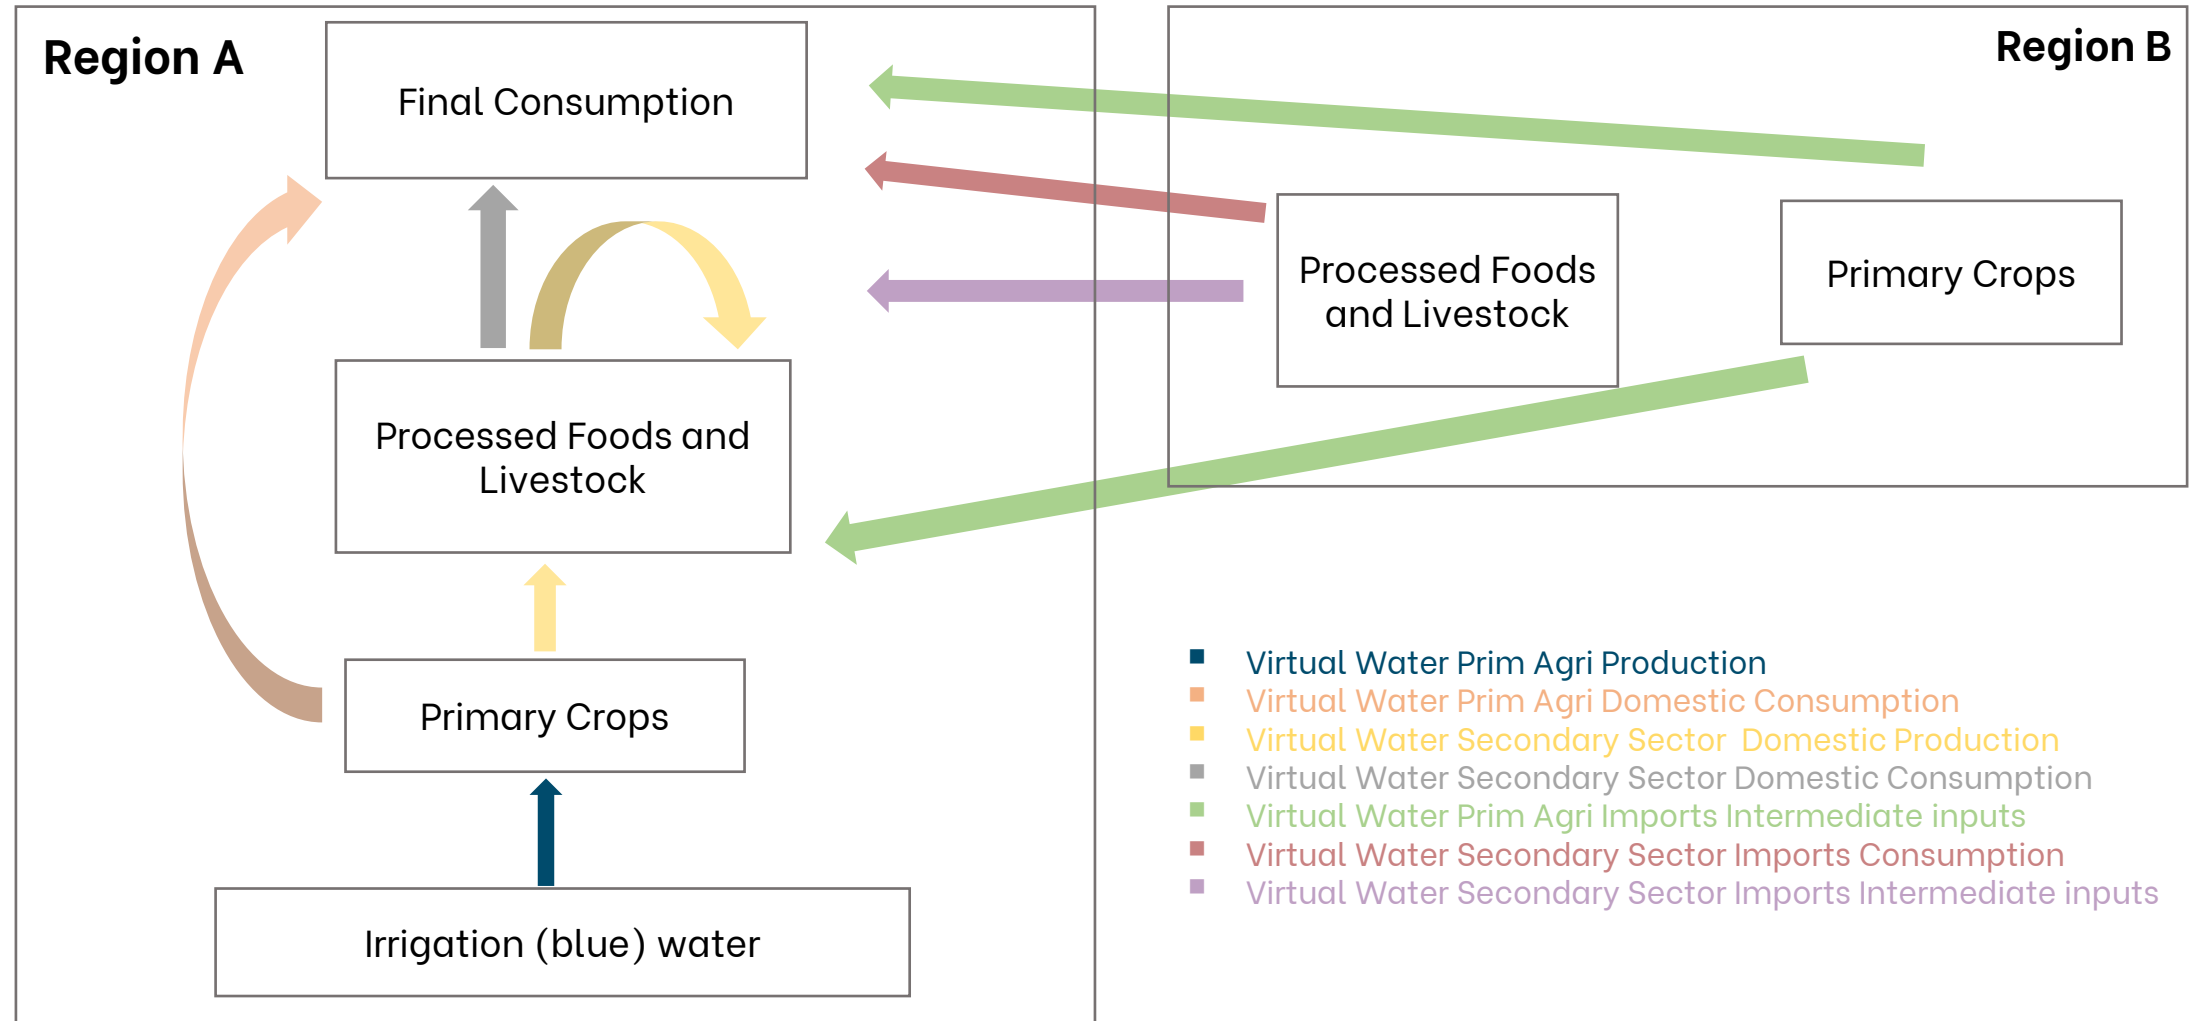 Region A
Final Consumption
Processed Foods and
Livestock
Primary Crops
Irrigation (blue) water
Region B
Processed Foods
and Livestock
Primary Crops
Virtual Water Prim Agri Production
Virtual Water Prim Agri Domestic Consumption
Virtual Water Secondary Sector  Domestic Production
Virtual Water Secondary Sector Domestic Consumption
Virtual Water Prim Agri Imports Intermediate inputs
Virtual Water Secondary Sector Imports Consumption
Virtual Water Secondary Sector Imports Intermediate inputs